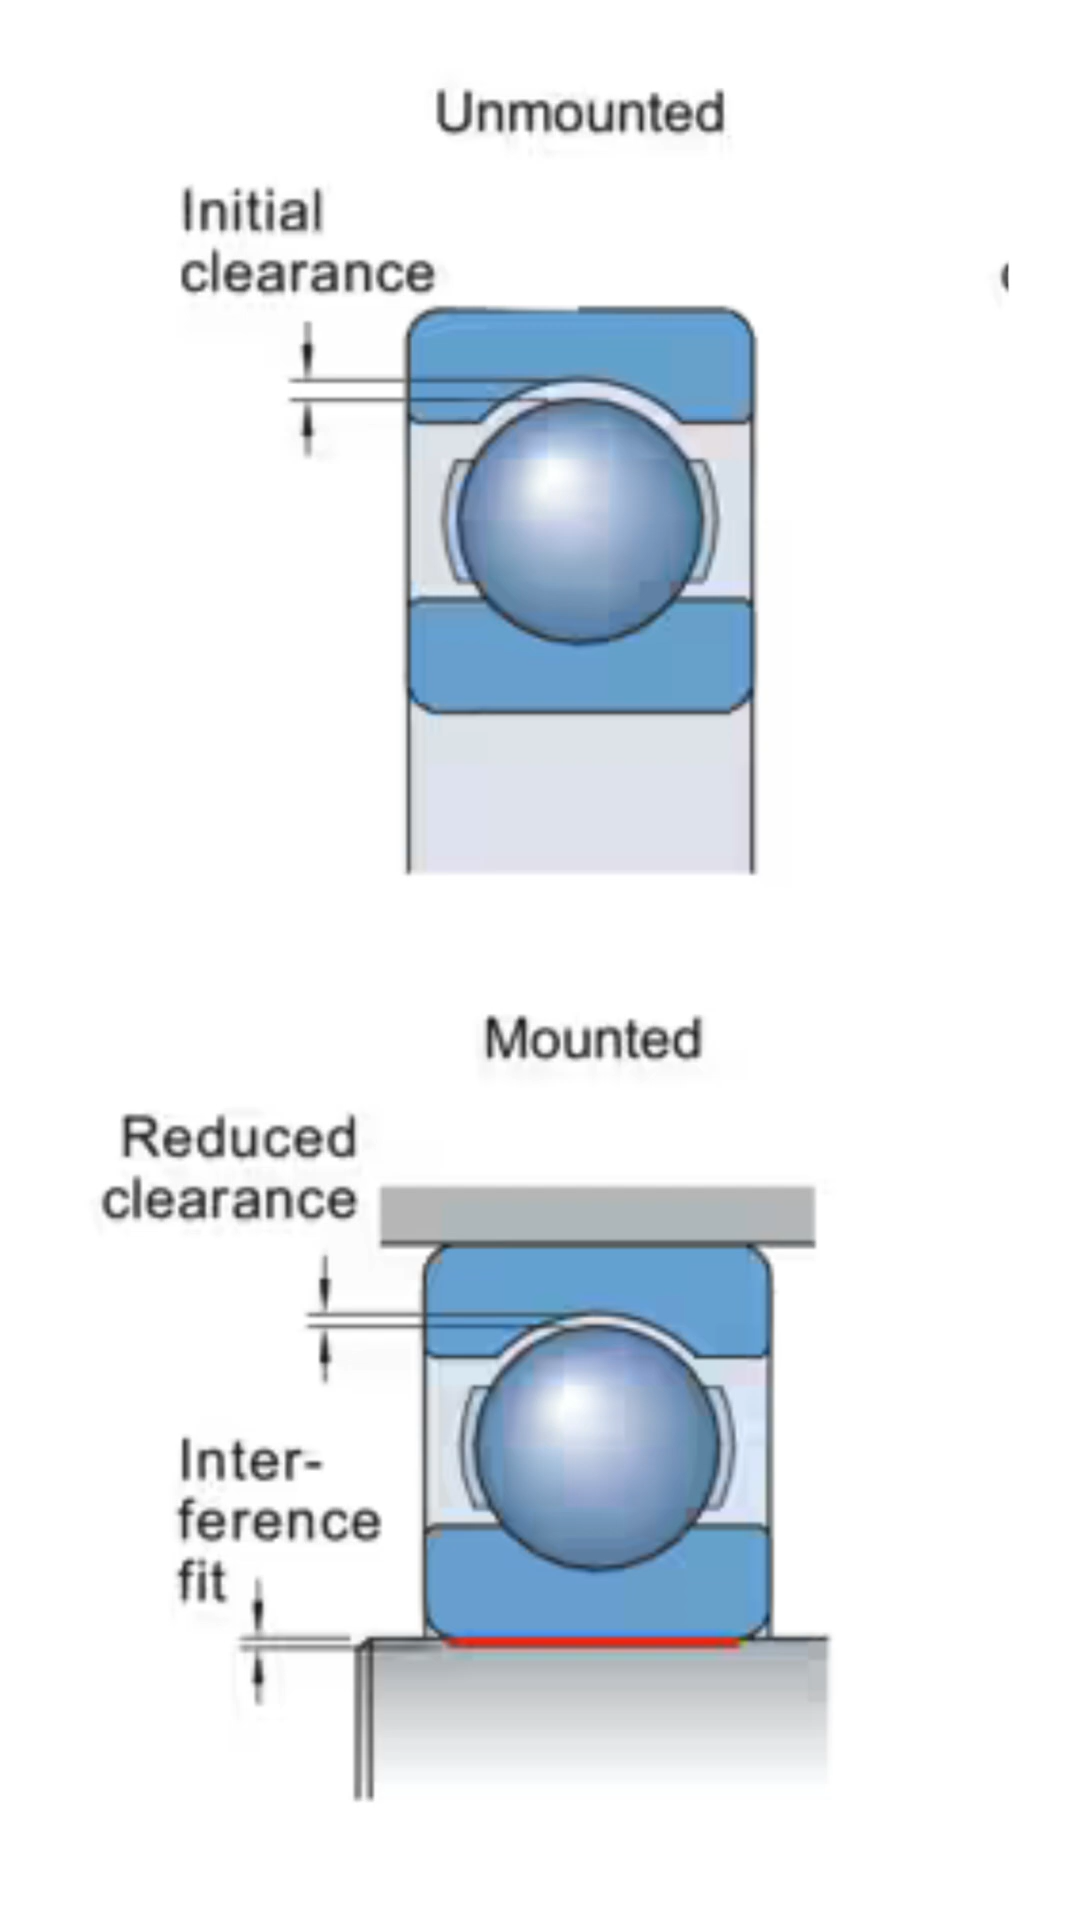 Unmounted
Initial
clearance
Mounted
Reduced
clearance
Inter-
ference
fit